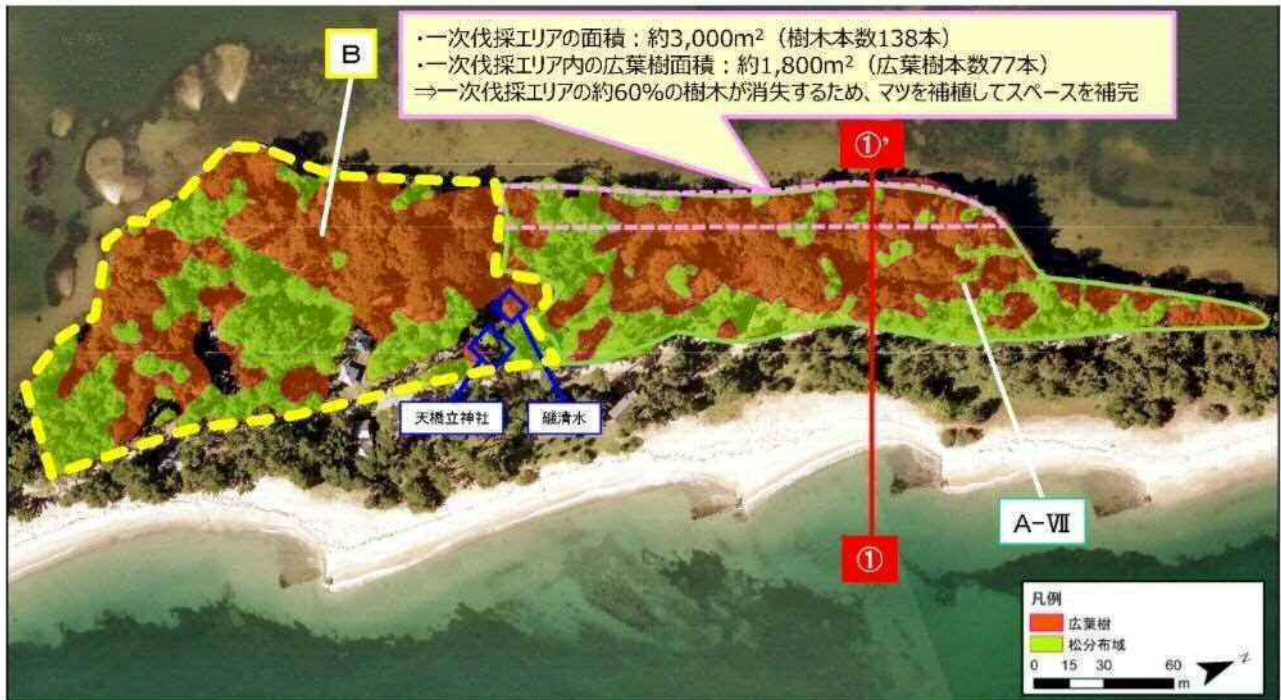 ・一次伐採エリアの面積：約3,000m²（樹木本数138本）
・一次伐採エリア内の広葉樹面積：約1,800m²（広葉樹本数77本）
⇒一次伐採エリアの約60%の樹木が消失するため、マツを補植してスペースを補完
B
①’
天橋立神社
磯清水
A-Ⅶ
①
凡例
広葉樹
松分布域
0 15 30 60
m
Z